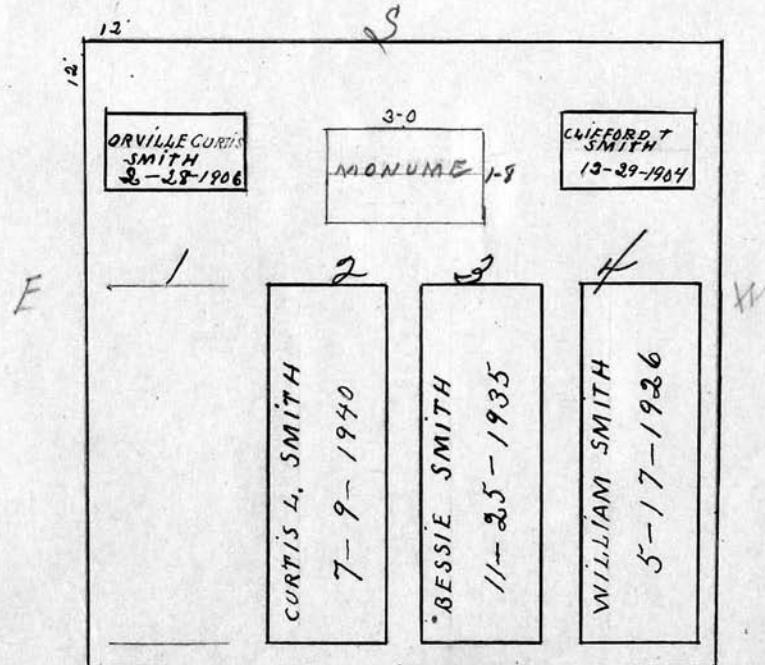 12'
S
12'
ORVILLE CURTIS
SMITH
2-28-1906
3-0
MONUME
1-8
CLIFFORD T
SMITH
12-29-1904
E
1
2
3
4
W
CURTIS L. SMITH
7-9-1940
BESSIE SMITH
11-25-1935
WILLIAM SMITH
5-17-1926